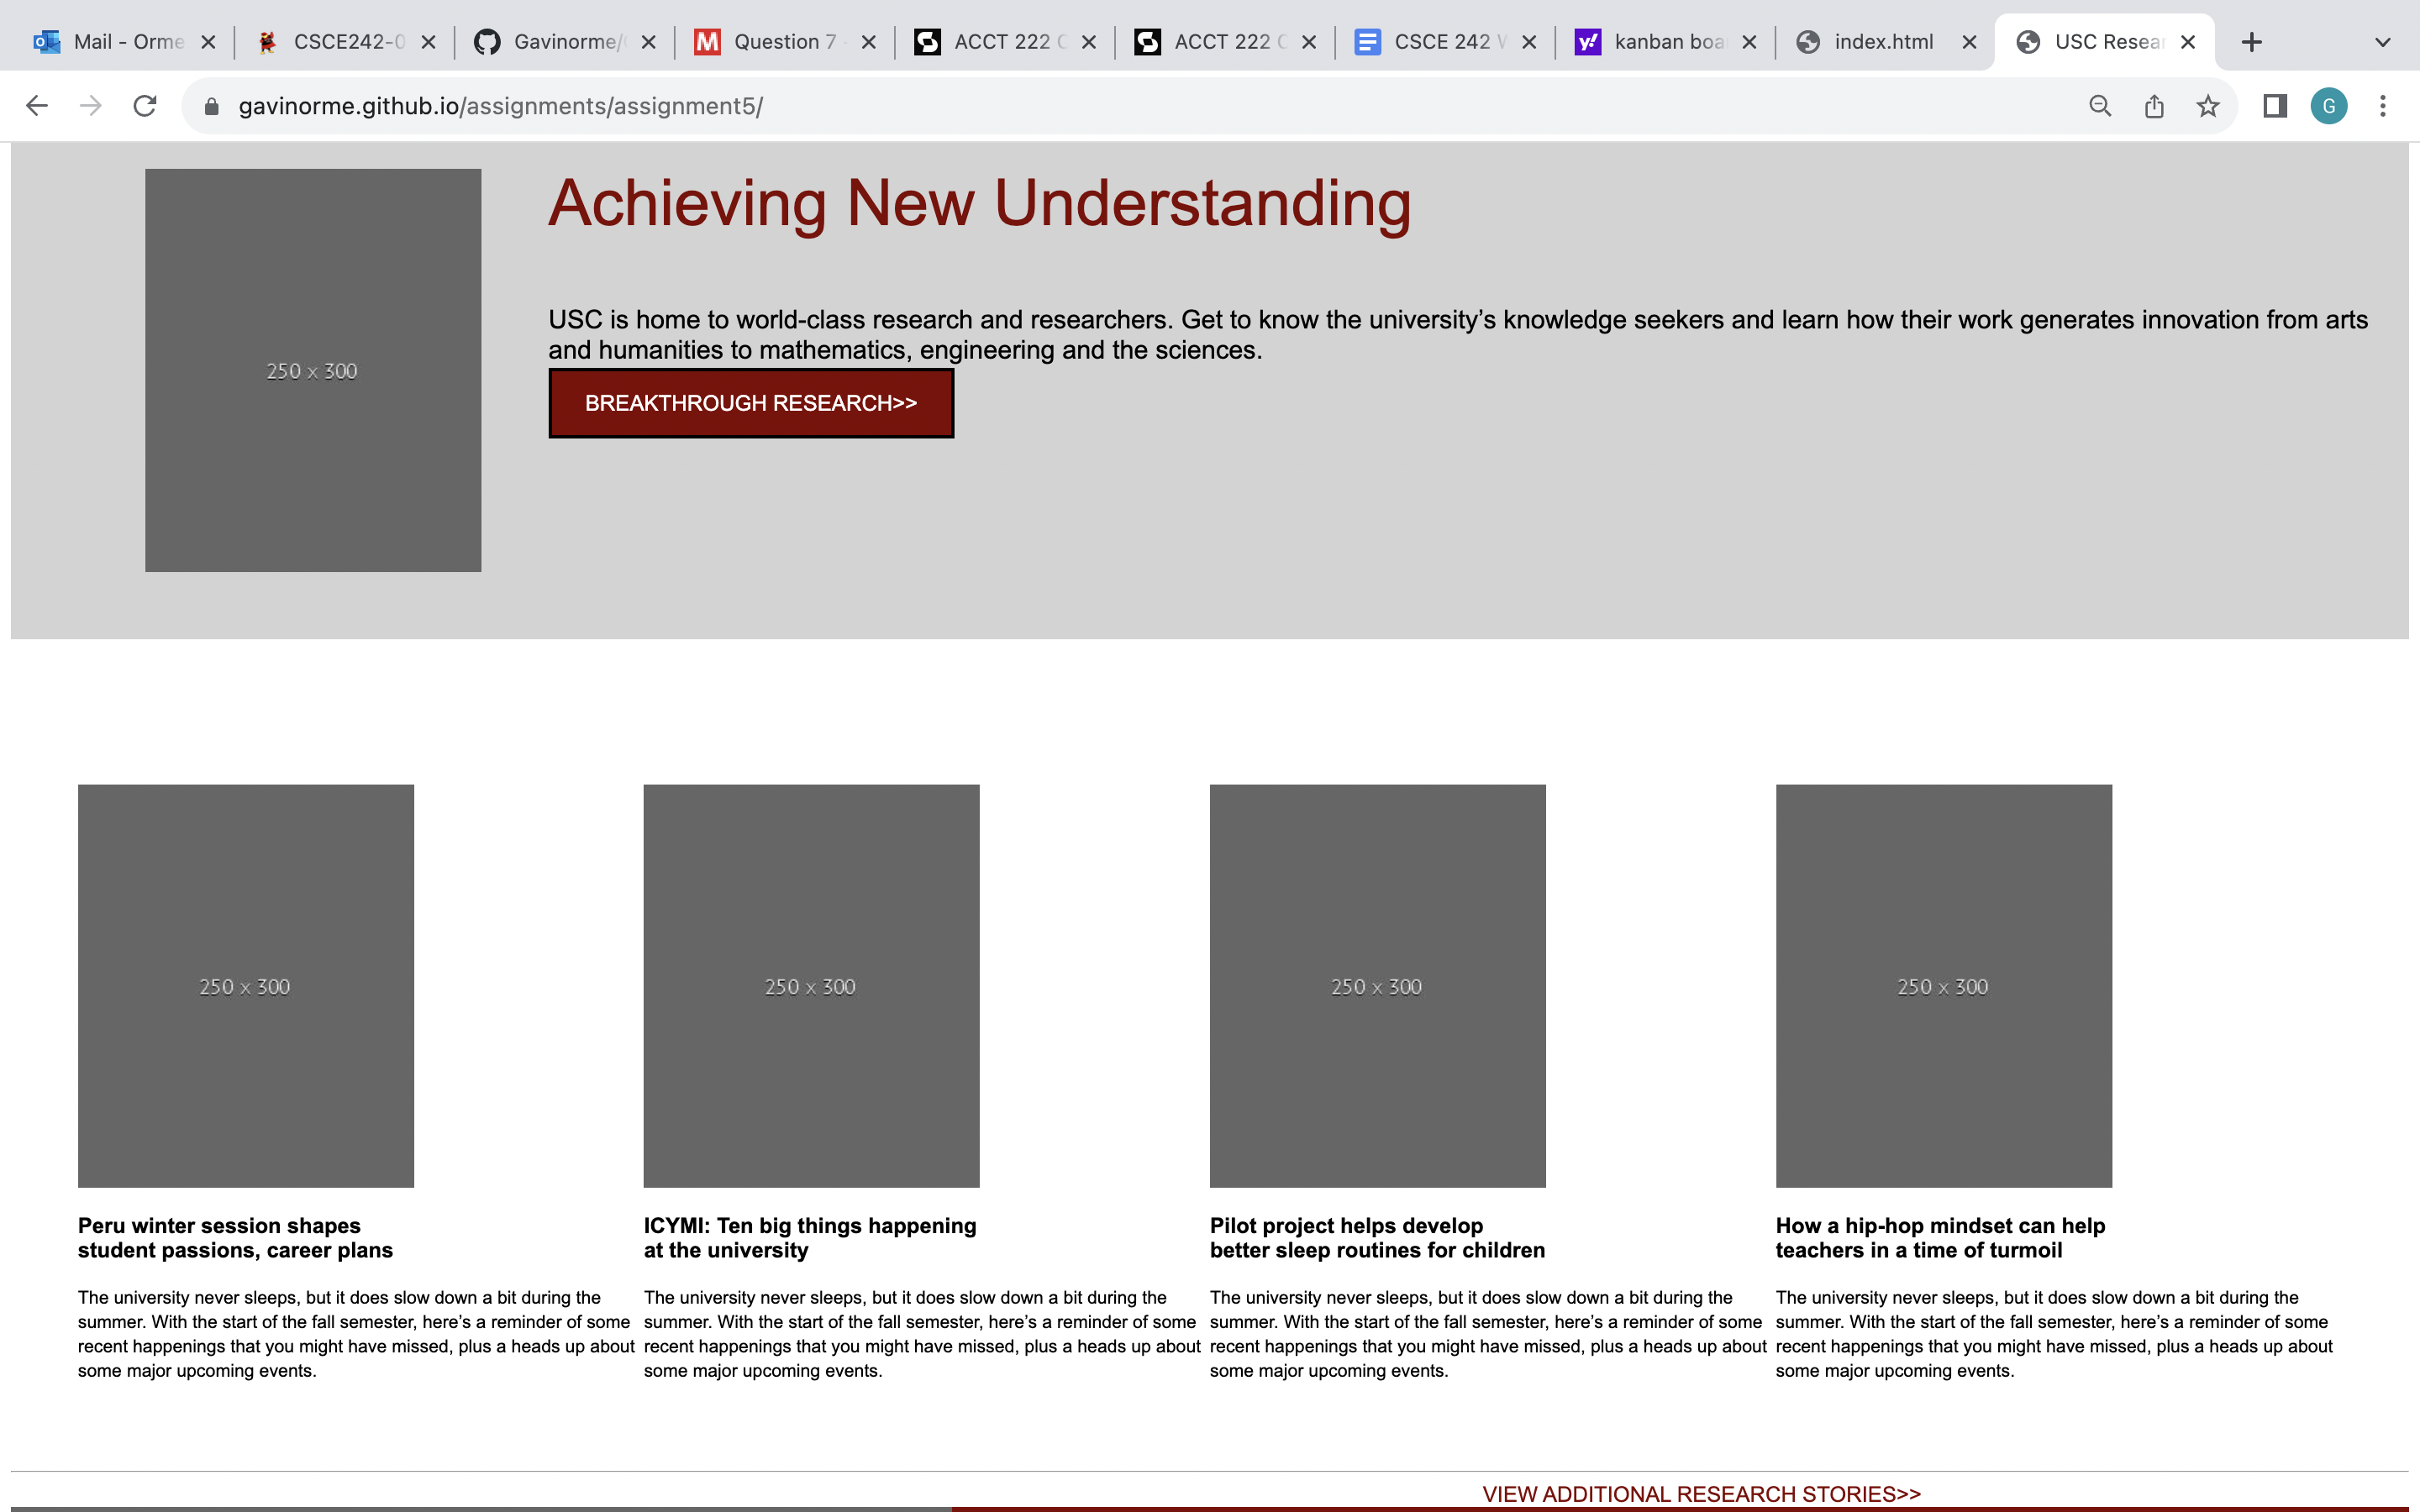 Mail - Orme
CSCE242-0
Gavinorme/
Question 7 -
ACCT 222 C
ACCT 222 C
CSCE 242 W
kanban boa
index.html
USC Resear
gavinorme.github.io/assignments/assignment5/
G
250 x 300
Achieving New Understanding
USC is home to world-class research and researchers. Get to know the university’s knowledge seekers and learn how their work generates innovation from arts
and humanities to mathematics, engineering and the sciences.
BREAKTHROUGH RESEARCH>>
250 x 300
250 x 300
250 x 300
250 x 300
Peru winter session shapes
student passions, career plans
The university never sleeps, but it does slow down a bit during the
summer. With the start of the fall semester, here’s a reminder of some
recent happenings that you might have missed, plus a heads up about
some major upcoming events.
ICYMI: Ten big things happening
at the university
The university never sleeps, but it does slow down a bit during the
summer. With the start of the fall semester, here’s a reminder of some
recent happenings that you might have missed, plus a heads up about
some major upcoming events.
Pilot project helps develop
better sleep routines for children
The university never sleeps, but it does slow down a bit during the
summer. With the start of the fall semester, here’s a reminder of some
recent happenings that you might have missed, plus a heads up about
some major upcoming events.
How a hip-hop mindset can help
teachers in a time of turmoil
The university never sleeps, but it does slow down a bit during the
summer. With the start of the fall semester, here’s a reminder of some
recent happenings that you might have missed, plus a heads up about
some major upcoming events.
VIEW ADDITIONAL RESEARCH STORIES>>